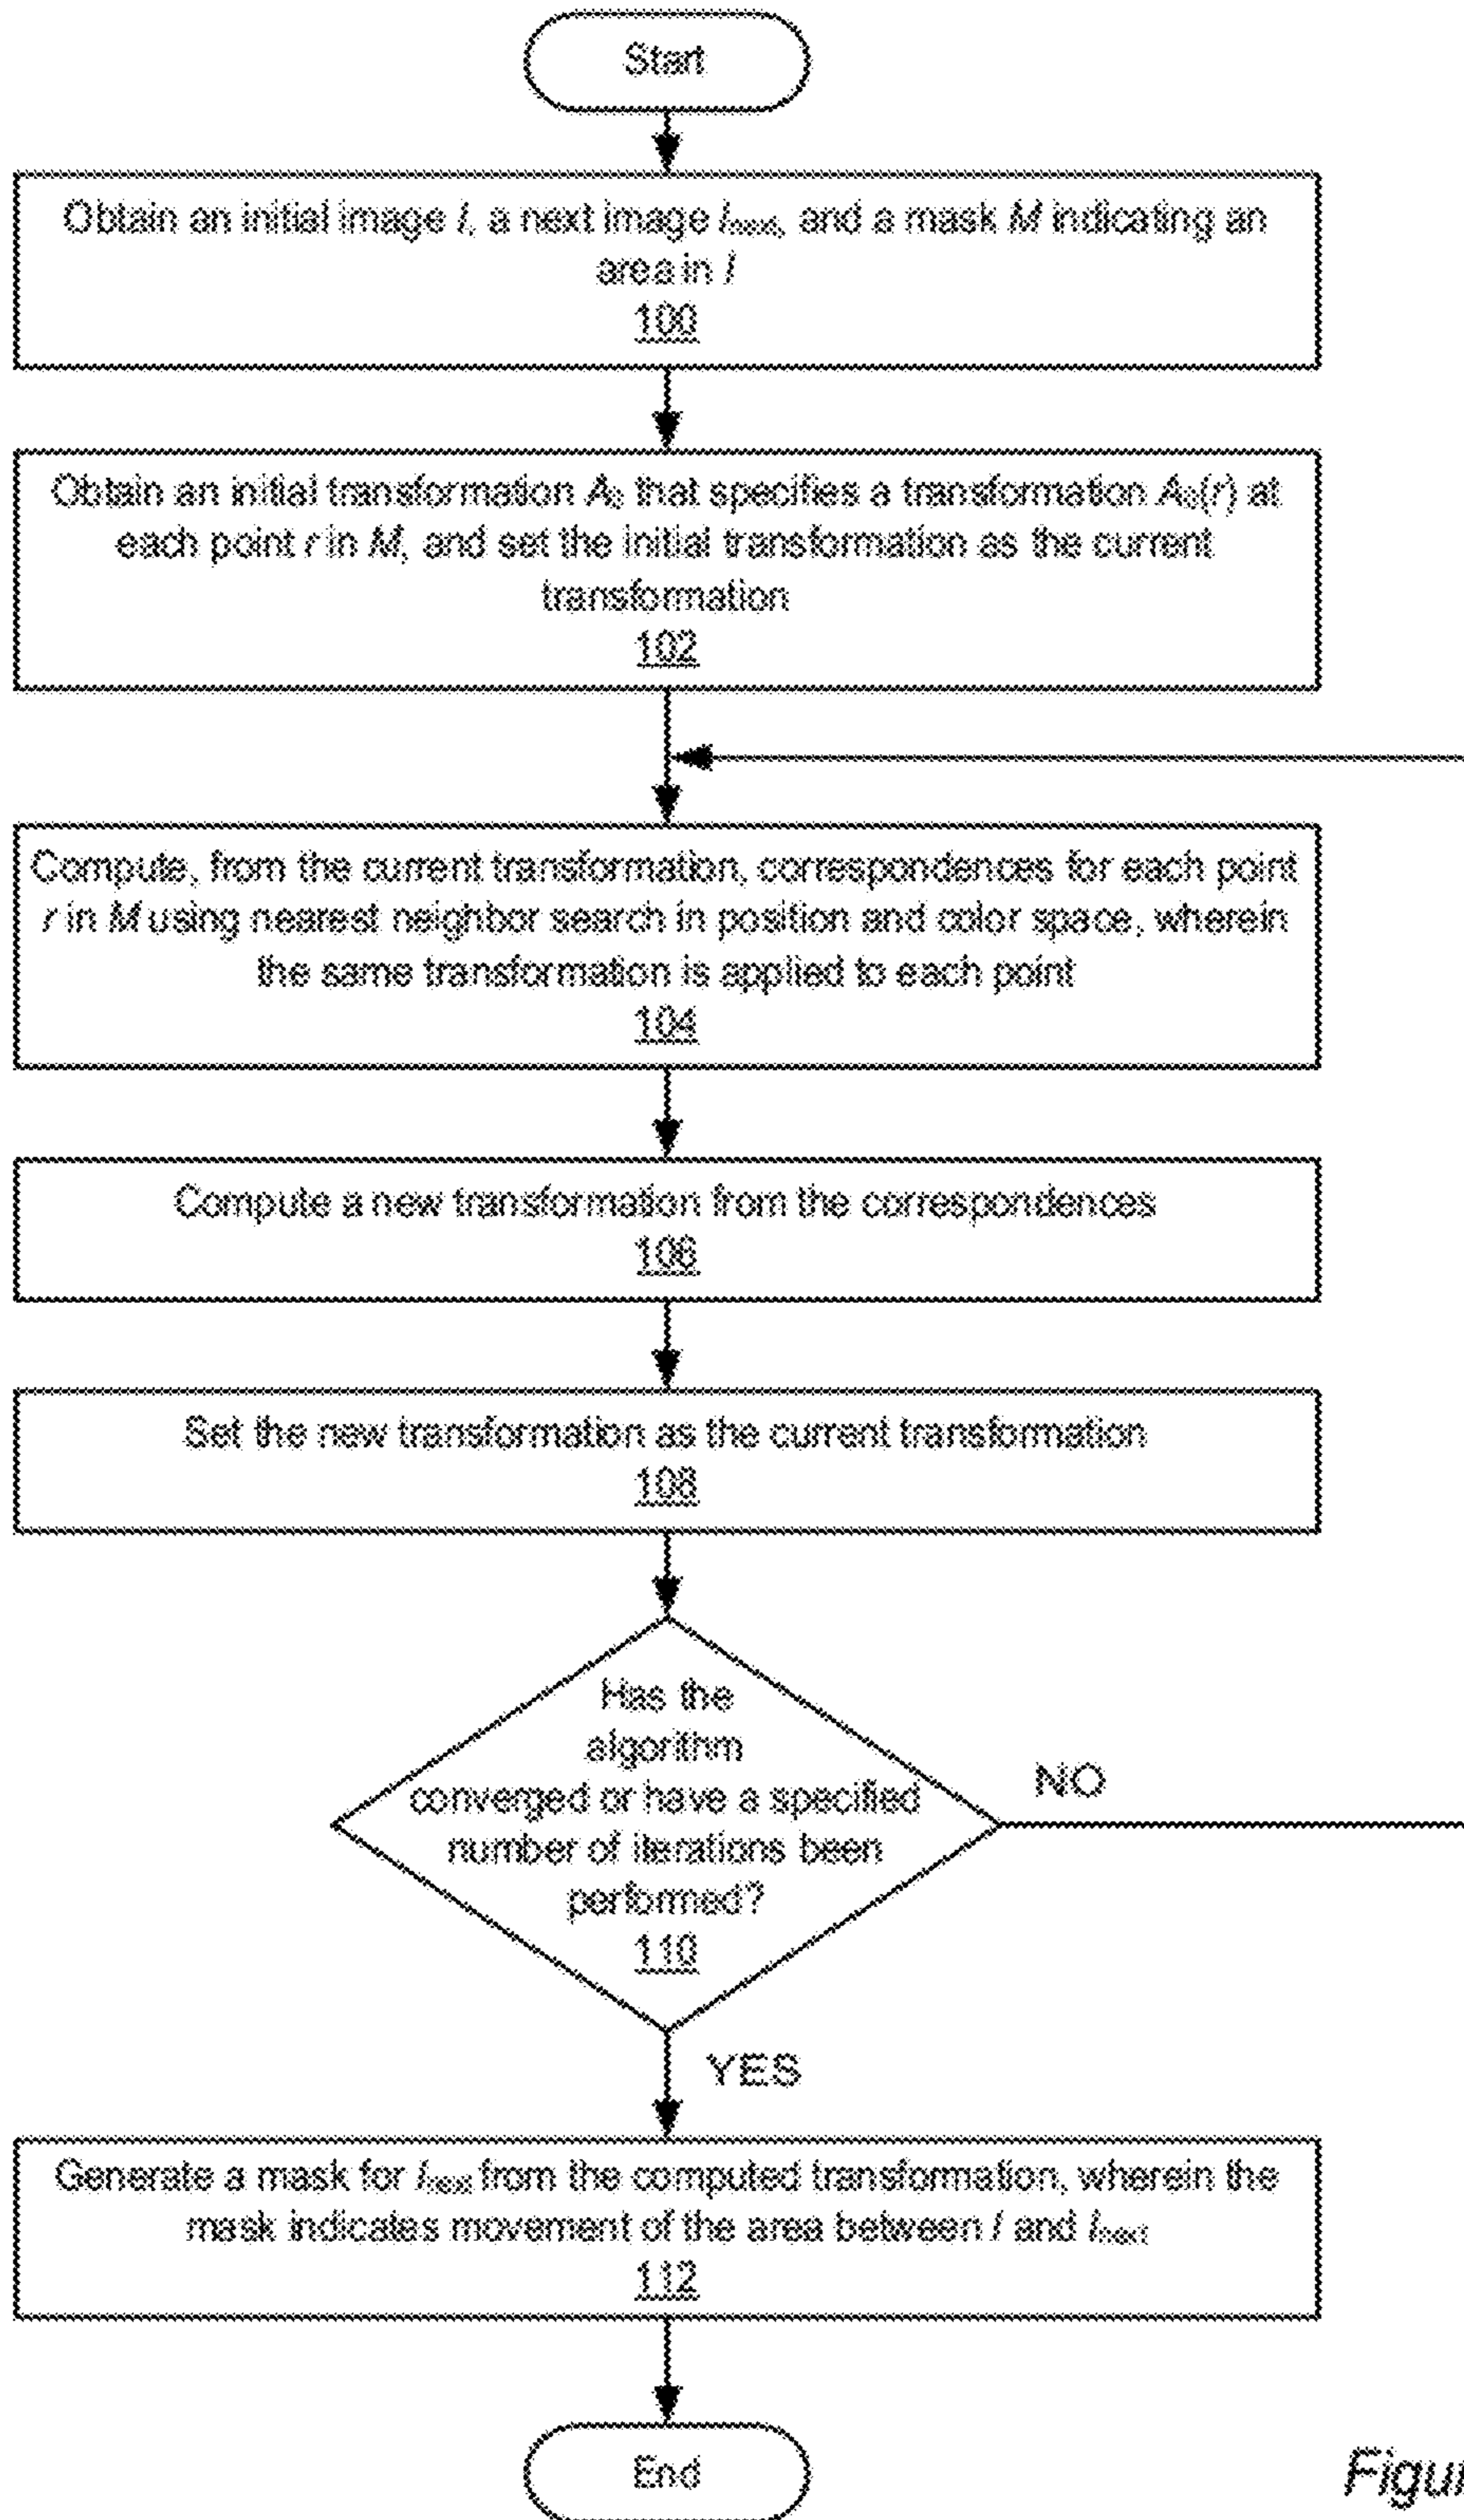 Start
Obtain an initial image I, a next image Inext, and a mask M indicating an
area in I
100
Obtain an initial transformation A0 that specifies a transformation A0(r) at
each point r in M, and set the initial transformation as the current
transformation
102
Compute, from the current transformation, correspondences for each point
r in M using nearest neighbor search in position and color space, wherein
the same transformation is applied to each point
104
Compute a new transformation from the correspondences
106
Set the new transformation as the current transformation
108
Has the
algorithm
converged or have a specified
number of iterations been
performed?
110
NO
YES
Generate a mask for Inext from the computed transformation, wherein the
mask indicates movement of the area between I and Inext
112
End